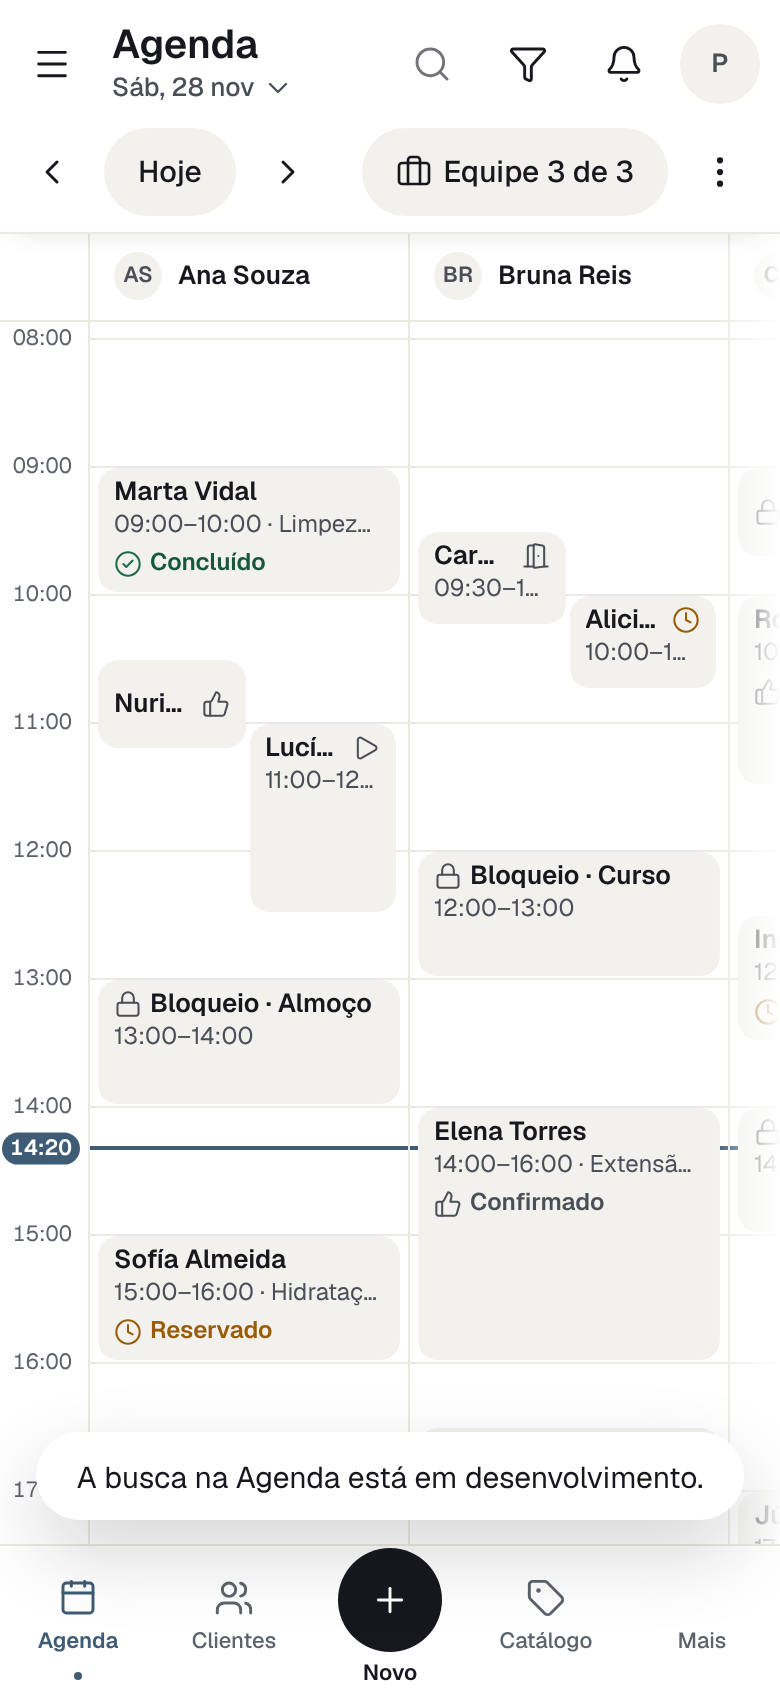 Agenda
Sáb, 28 nov
P
Hoje
Equipe 3 de 3
AS Ana Souza
BR Bruna Reis
08:00
09:00
Marta Vidal
09:00–10:00 · Limpez...
Concluído
Car...
09:30–1...
10:00
Alici...
10:00–1...
Nuri...
11:00
Lucí...
11:00–12...
12:00
Bloqueio · Curso
12:00–13:00
13:00
Bloqueio · Almoço
13:00–14:00
14:00
Elena Torres
14:00–16:00 · Extensã...
Confirmado
14:20
15:00
Sofía Almeida
15:00–16:00 · Hidrataç...
Reservado
16:00
17
A busca na Agenda está em desenvolvimento.
Agenda
Clientes
Novo
Catálogo
Mais